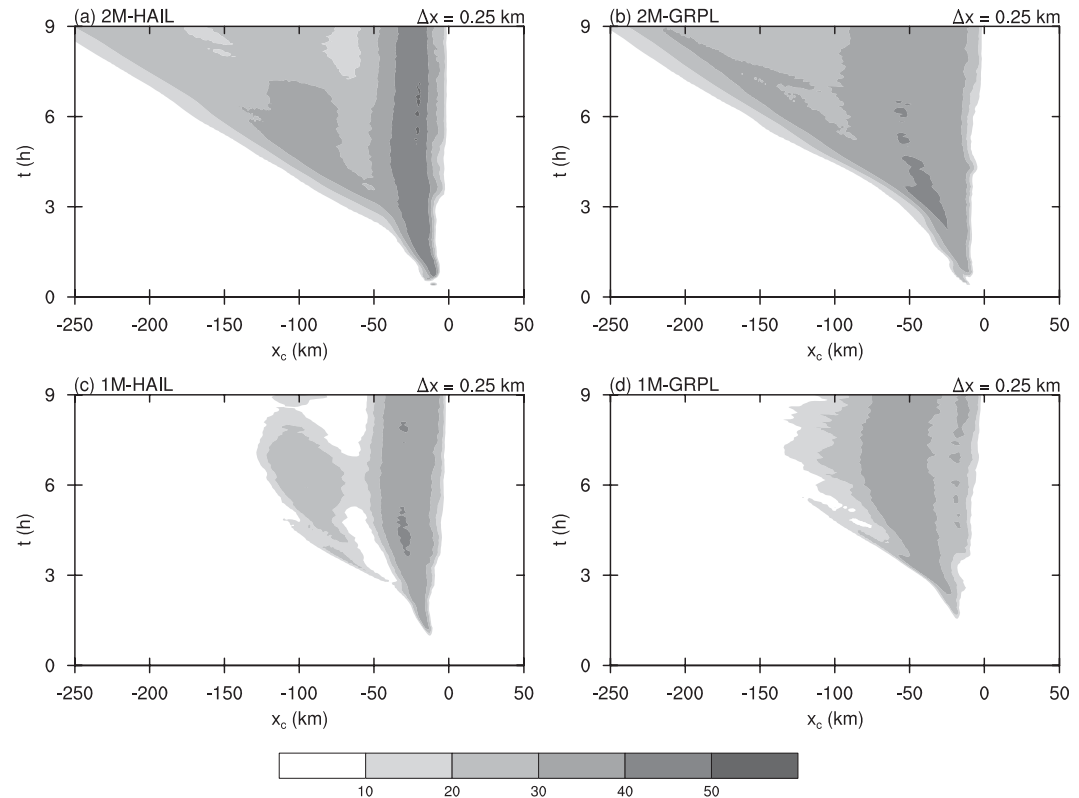 (a) 2M-HAIL Δx = 0.25 km
(b) 2M-GRPL Δx = 0.25 km
9
6
3
0
t (h)
-250 -200 -150 -100 -50 0 50
x_c (km)
9
6
3
0
t (h)
-250 -200 -150 -100 -50 0 50
x_c (km)
(c) 1M-HAIL Δx = 0.25 km
(d) 1M-GRPL Δx = 0.25 km
9
6
3
0
t (h)
-250 -200 -150 -100 -50 0 50
x_c (km)
9
6
3
0
t (h)
-250 -200 -150 -100 -50 0 50
x_c (km)
10 20 30 40 50